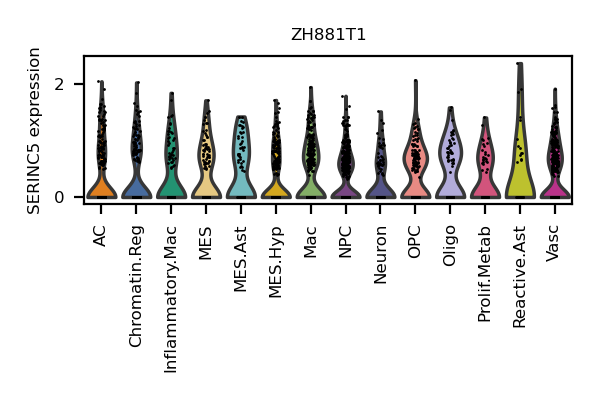 ZH881T1
SERINC5 expression
2
0
AC
Chromatin.Reg
Inflammatory.Mac
MES
MES.Ast
MES.Hyp
Mac
NPC
Neuron
OPC
Oligo
Prolif.Metab
Reactive.Ast
Vasc